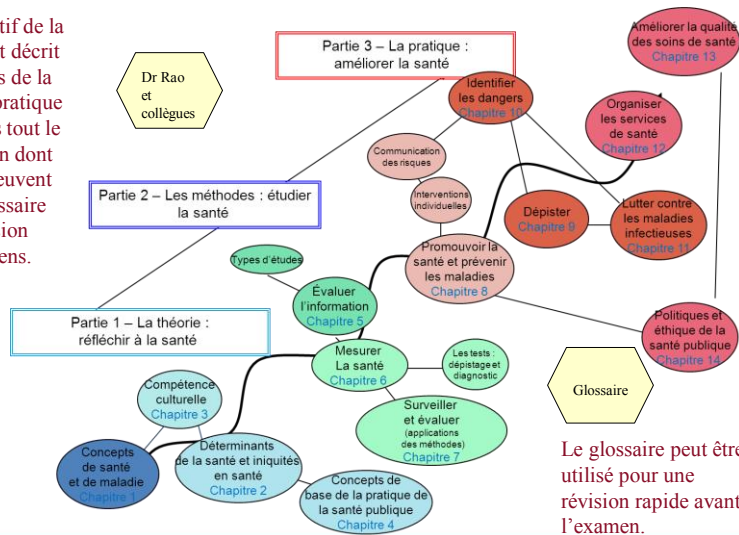 tif de la
t décrit
s de la
pratique
s tout le
n dont
euvent
ssaire
sion
ens.
Dr Rao
et
collègues
Partie 3 – La pratique :
améliorer la santé
Améliorer la qualité
des soins de santé
Chapitre 13
Identifier
les dangers
Chapitre 10
Organiser
les services
de santé
Chapitre 12
Communication
des risques
Interventions
individuelles
Partie 2 – Les méthodes : étudier
la santé
Dépister
Chapitre 9
Lutter contre
les maladies
infectieuses
Chapitre 11
Promouvoir la
santé et prévenir
les maladies
Chapitre 8
Types d'études
Évaluer
l'information
Chapitre 5
Partie 1 – La théorie :
réfléchir à la santé
Politiques et
éthique de la
santé publique
Chapitre 14
Mesurer
La santé
Chapitre 6
Les tests :
dépistage et
diagnostic
Glossaire
Compétence
culturelle
Chapitre 3
Surveiller
et évaluer
(applications
des méthodes)
Chapitre 7
Concepts
de santé
et de maladie
Chapitre 1
Déterminants
de la santé et iniquités
en santé
Chapitre 2
Concepts de
base de la pratique de
la santé publique
Chapitre 4
Le glossaire peut être
utilisé pour une
révision rapide avant
l'examen.